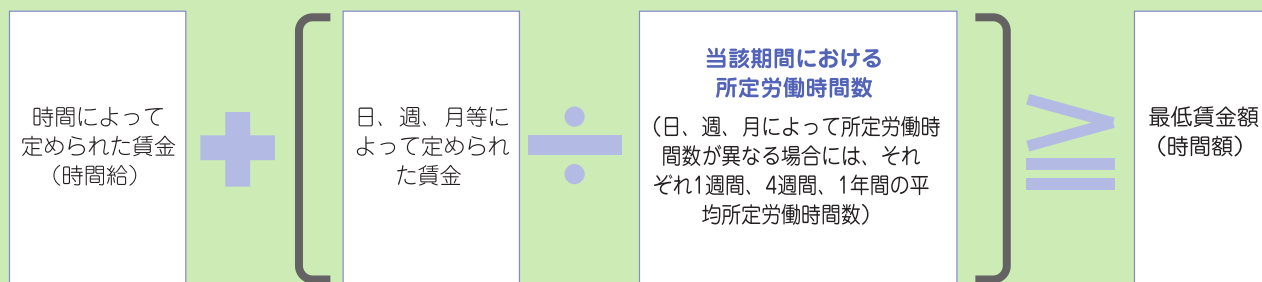 時間によって
定められた賃金
（時間給）
＋
日、週、月等に
よって定められ
た賃金
÷
当該期間における
所定労働時間数
（日、週、月によって所定労働時
間数が異なる場合には、それ
ぞれ1週間、4週間、1年間の平
均所定労働時間数）
≧
最低賃金額
（時間額）